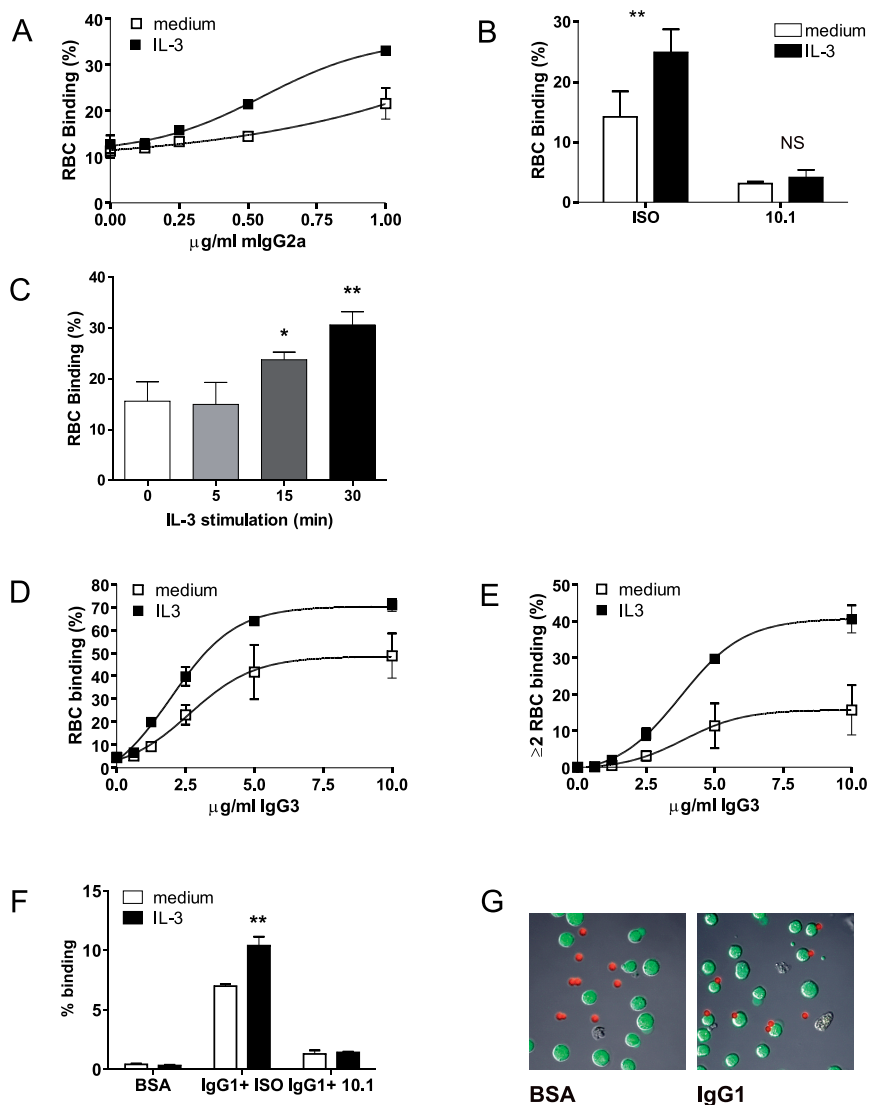 A
medium
IL-3
RBC Binding (%)
40
30
20
10
0
0.00 0.25 0.50 0.75 1.00
μg/ml mIgG2a
B
**
medium
IL-3
RBC Binding (%)
30
20
10
0
NS
ISO 10.1
C
RBC Binding (%)
40
30
20
10
0
*
**
0 5 15 30
IL-3 stimulation (min)
D
medium
IL3
RBC binding (%)
80
70
60
50
40
30
20
10
0
0.0 2.5 5.0 7.5 10.0
μg/ml IgG3
E
medium
IL3
≥2 RBC binding (%)
50
40
30
20
10
0
0.0 2.5 5.0 7.5 10.0
μg/ml IgG3
F
medium
IL-3
% binding
15
10
5
0
**
BSA IgG1+ ISO IgG1+ 10.1
G
BSA IgG1